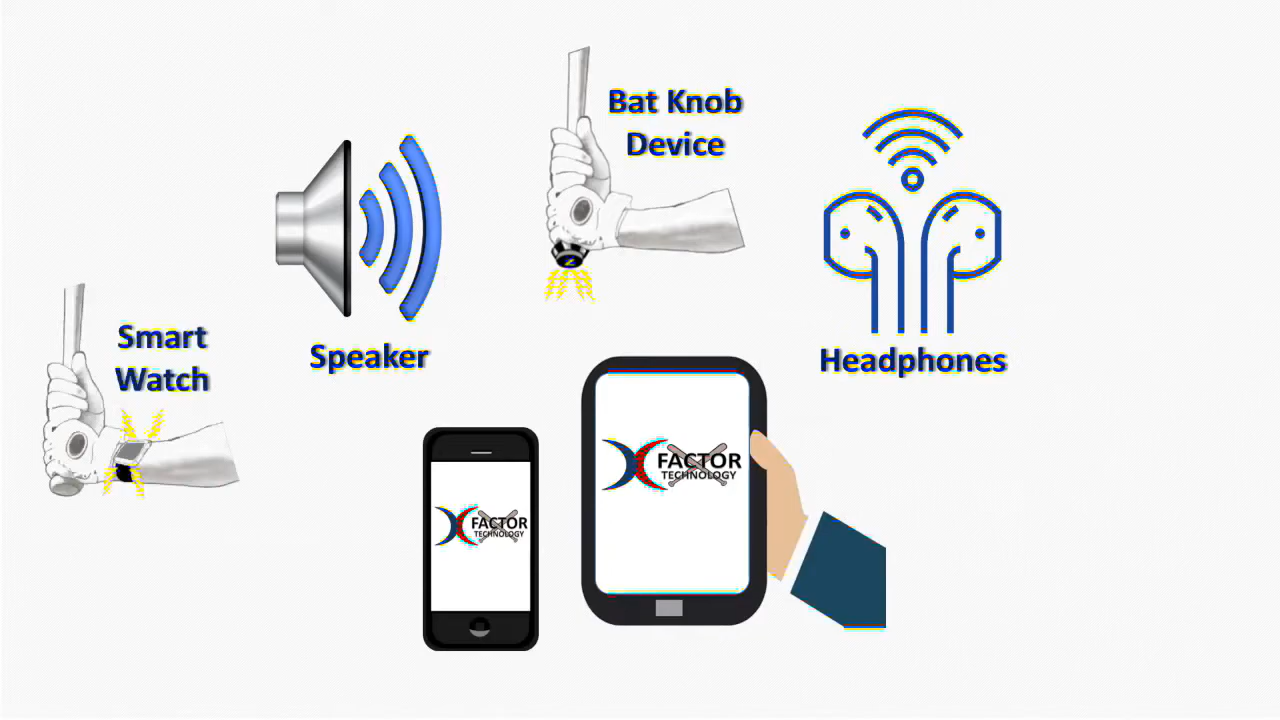 Bat Knob
Device
Smart
Watch
Speaker
Headphones
FACTOR
TECHNOLOGY
FACTOR
TECHNOLOGY